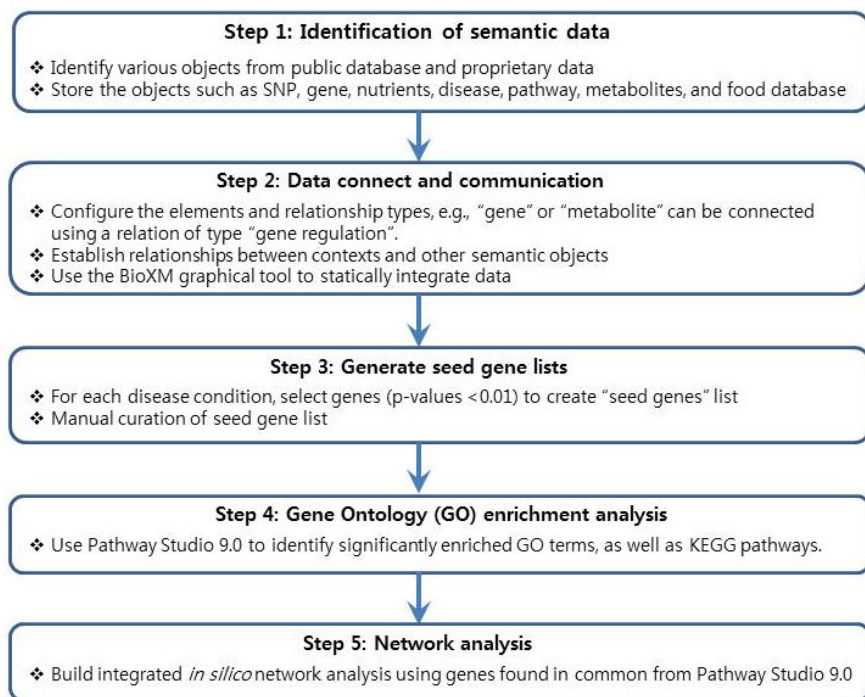 Step 1: Identification of semantic data
❖ Identify various objects from public database and proprietary data
❖ Store the objects such as SNP, gene, nutrients, disease, pathway, metabolites, and food database
Step 2: Data connect and communication
❖ Configure the elements and relationship types, e.g., “gene” or “metabolite” can be connected
using a relation of type “gene regulation”.
❖ Establish relationships between contexts and other semantic objects
❖ Use the BioXM graphical tool to statically integrate data
Step 3: Generate seed gene lists
❖ For each disease condition, select genes (p-values <0.01) to create “seed genes” list
❖ Manual curation of seed gene list
Step 4: Gene Ontology (GO) enrichment analysis
❖ Use Pathway Studio 9.0 to identify significantly enriched GO terms, as well as KEGG pathways.
Step 5: Network analysis
❖ Build integrated in silico network analysis using genes found in common from Pathway Studio 9.0